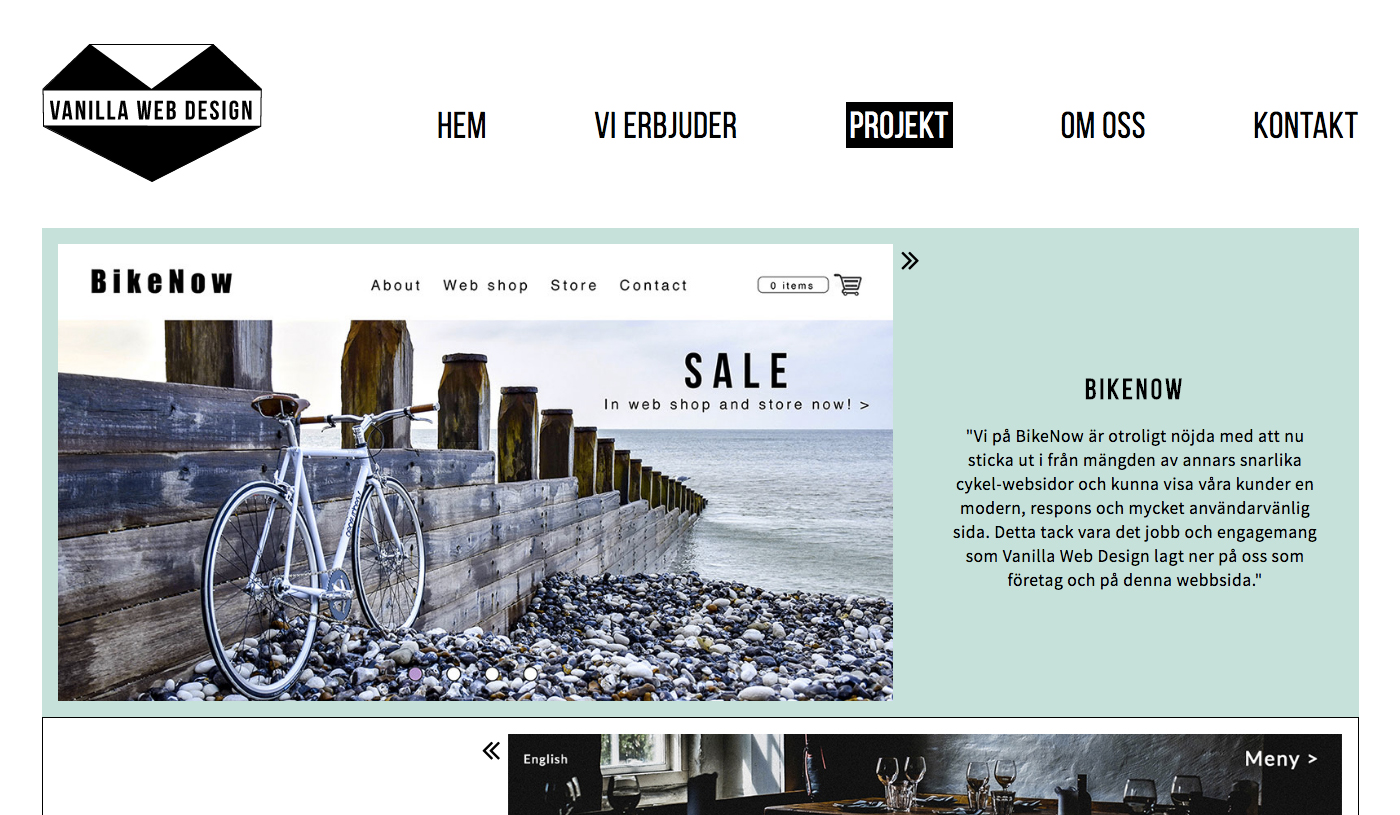 VANILLA WEB DESIGN
HEM
VI ERBJUDER
PROJEKT
OM OSS
KONTAKT
BikeNow
About
Web shop
Store
Contact
0 items
SALE
In web shop and store now! >
BIKENOW
"Vi på BikeNow är otroligt nöjda med att nu
sticka ut i från mängden av annars snarlika
cykel-websidor och kunna visa våra kunder en
modern, respons och mycket användarvänlig
sida. Detta tack vara det jobb och engagemang
som Vanilla Web Design lagt ner på oss som
företag och på denna webbsida."
English
Meny >